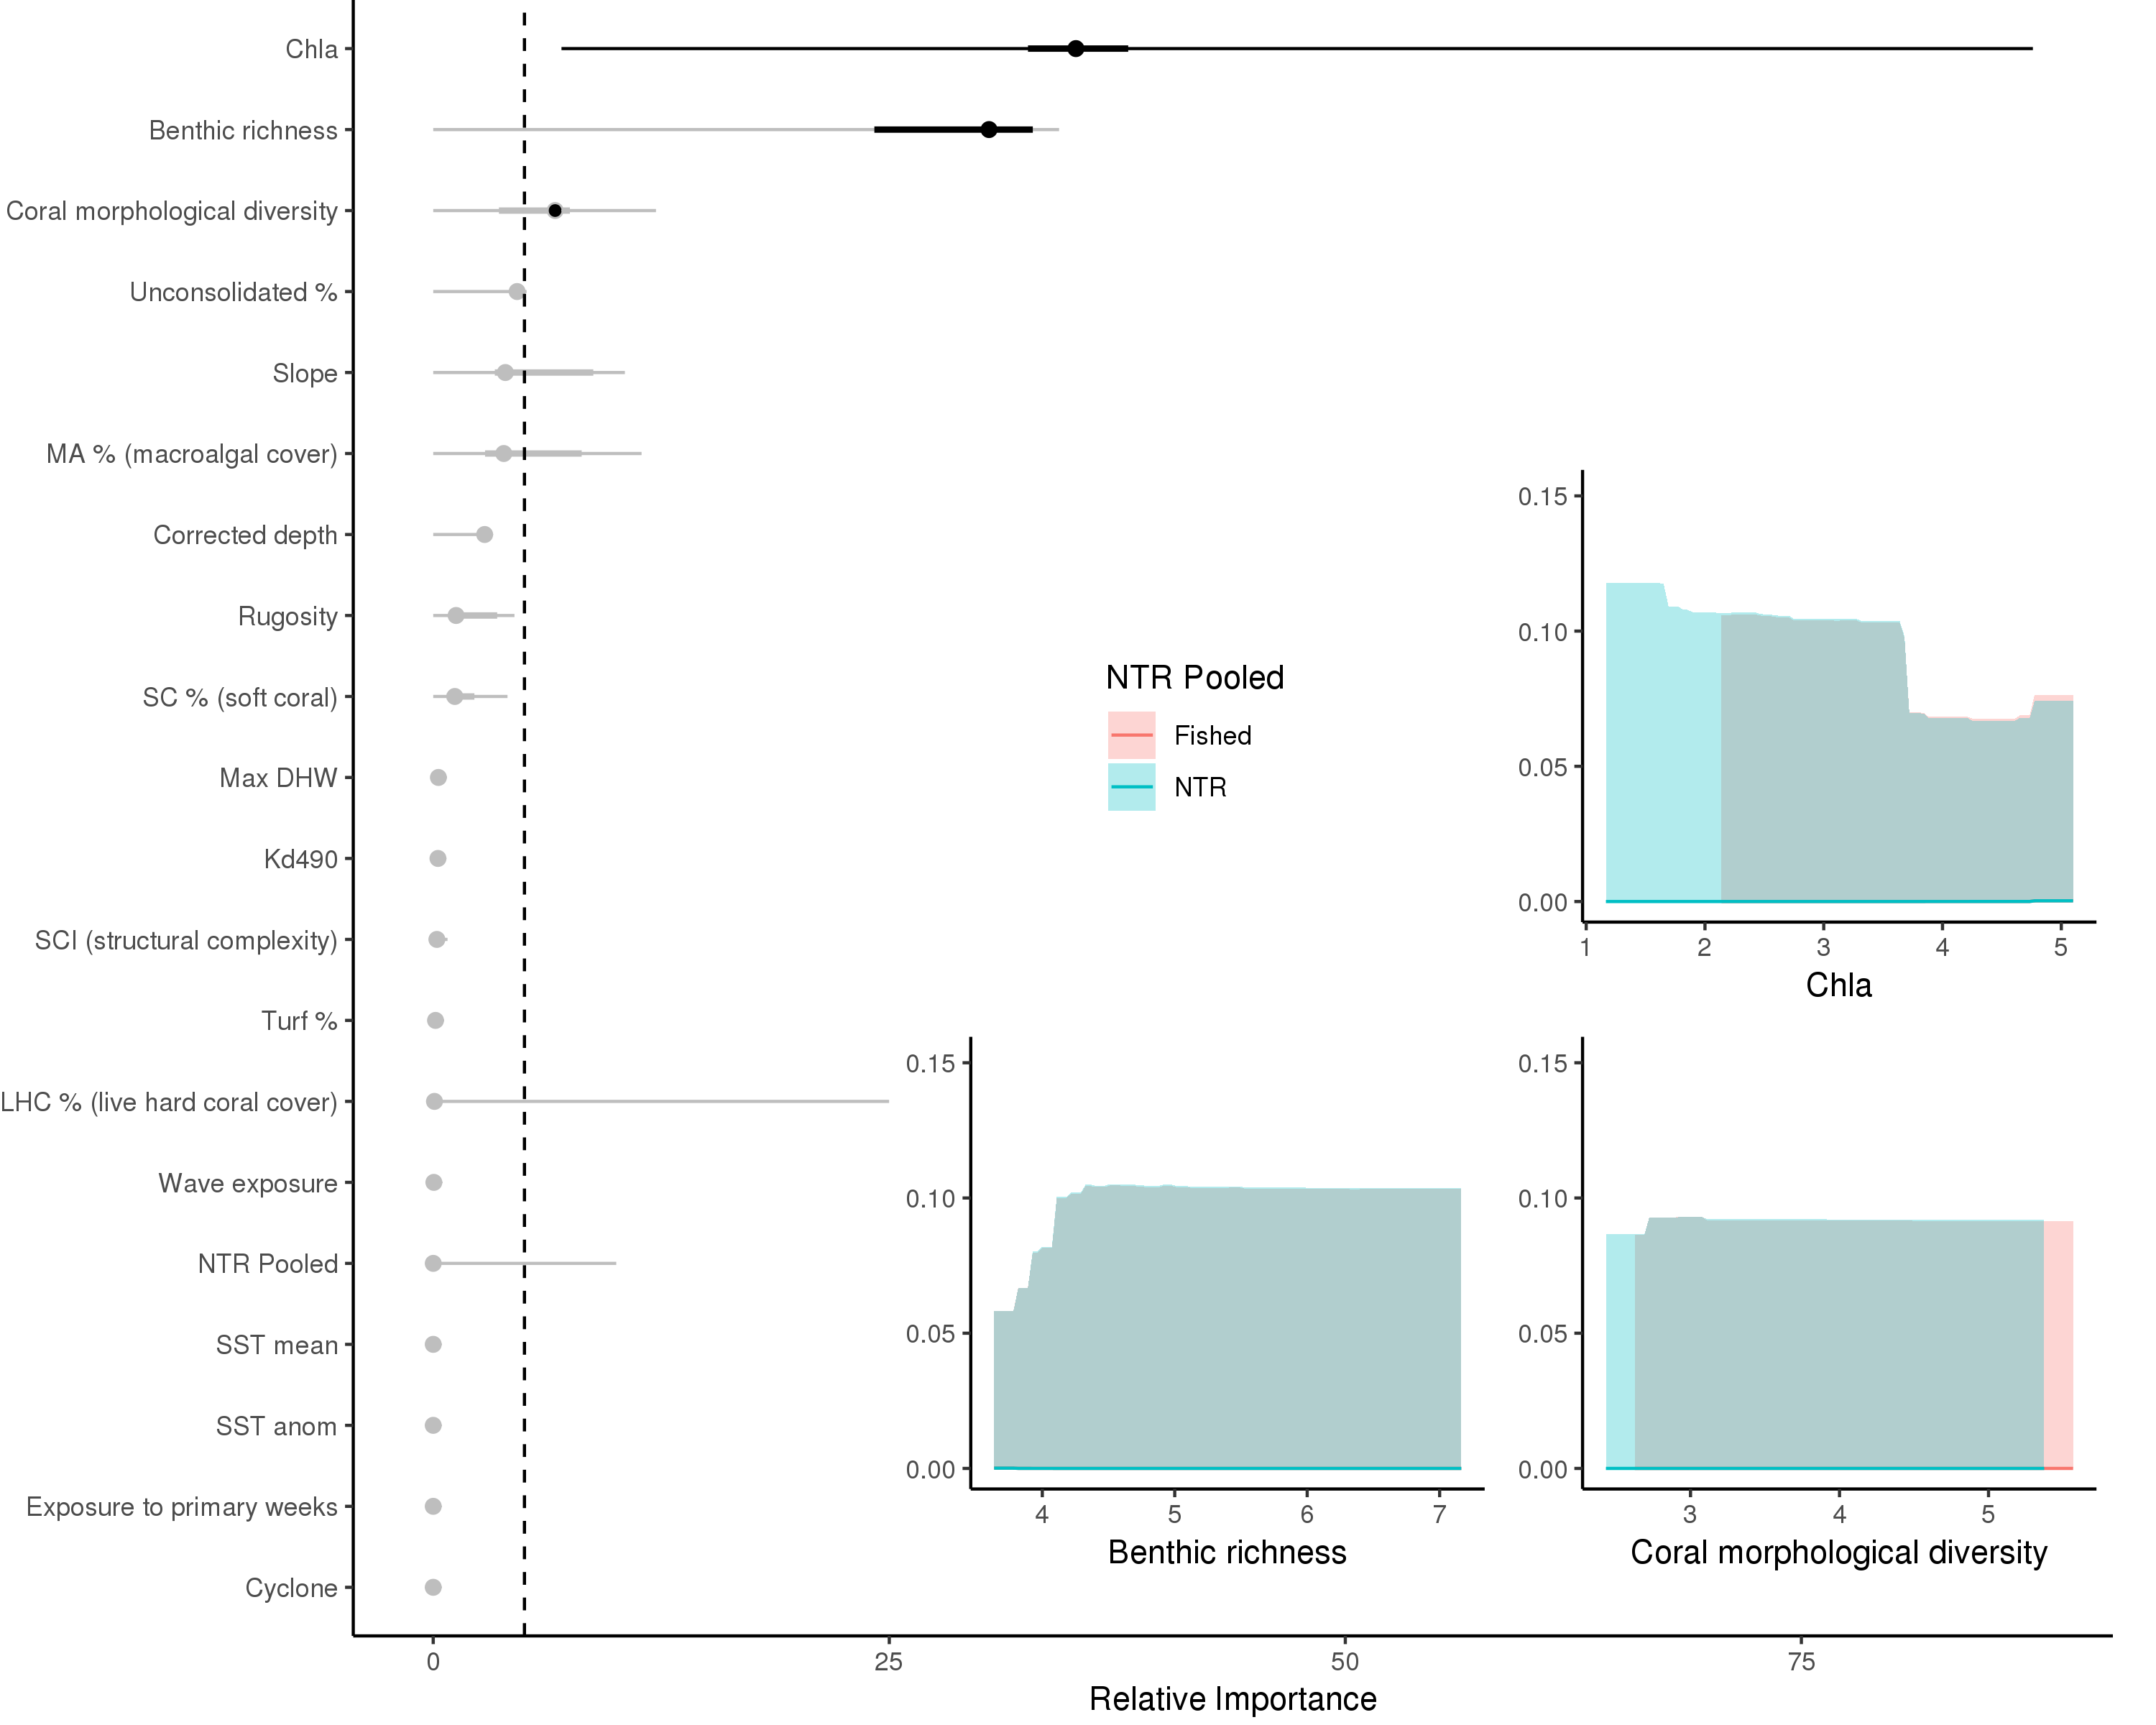 Chla
Benthic richness
Coral morphological diversity
Unconsolidated %
Slope
MA % (macroalgal cover)
Corrected depth
Rugosity
SC % (soft coral)
Max DHW
Kd490
SCI (structural complexity)
Turf %
LHC % (live hard coral cover)
Wave exposure
NTR Pooled
SST mean
SST anom
Exposure to primary weeks
Cyclone
0 25 50 75
Relative Importance
NTR Pooled
Fished
NTR
0.15
0.10
0.05
0.00
1 2 3 4 5
Chla
0.15
0.10
0.05
0.00
4 5 6 7
Benthic richness
0.15
0.10
0.05
0.00
3 4 5
Coral morphological diversity